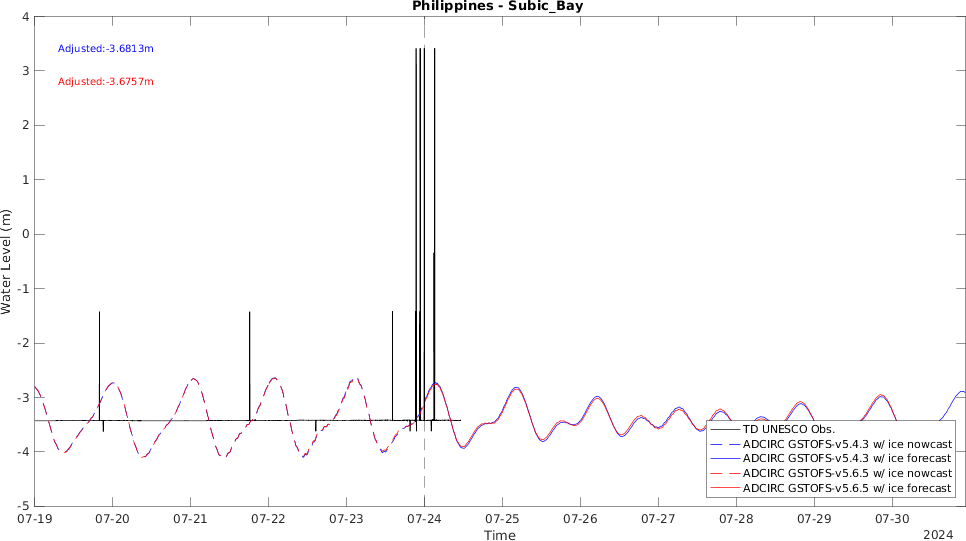 Philippines - Subic_Bay
Adjusted:-3.6813m
Adjusted:-3.6757m
Water Level (m)
4
3
2
1
0
-1
-2
-3
-4
-5
TD UNESCO Obs.
ADCIRC GSTOFS-v5.4.3 w/ ice nowcast
ADCIRC GSTOFS-v5.4.3 w/ ice forecast
ADCIRC GSTOFS-v5.6.5 w/ ice nowcast
ADCIRC GSTOFS-v5.6.5 w/ ice forecast
07-19 07-20 07-21 07-22 07-23 07-24 07-25 07-26 07-27 07-28 07-29 07-30
Time
2024